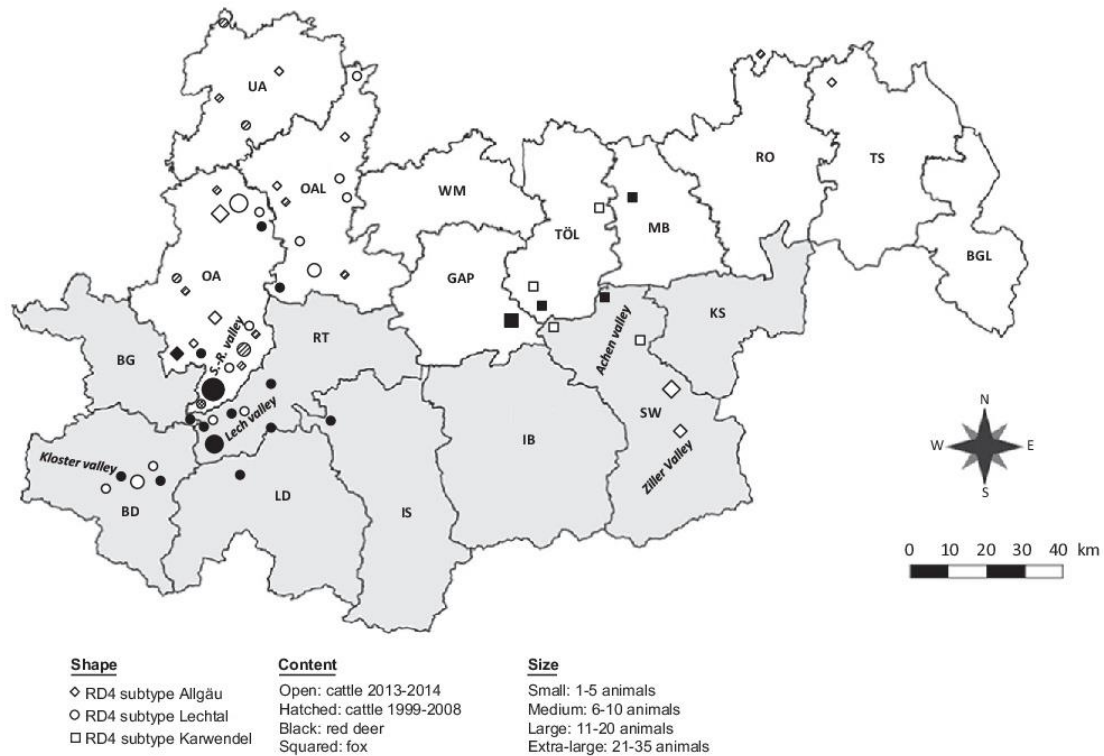 UA
OAL
OA
WM
GAP
TÖL
MB
RO
TS
BGL
KS
RT
BG
S.-R. valley
Lech valley
Achen valley
SW
Ziller Valley
IB
IS
LD
Kloster valley
BD
N
W E
S
0 10 20 30 40 km
Shape
RD4 subtype Allgäu
RD4 subtype Lechtal
RD4 subtype Karwendel
Content
Open: cattle 2013-2014
Hatched: cattle 1999-2008
Black: red deer
Squared: fox
Size
Small: 1-5 animals
Medium: 6-10 animals
Large: 11-20 animals
Extra-large: 21-35 animals